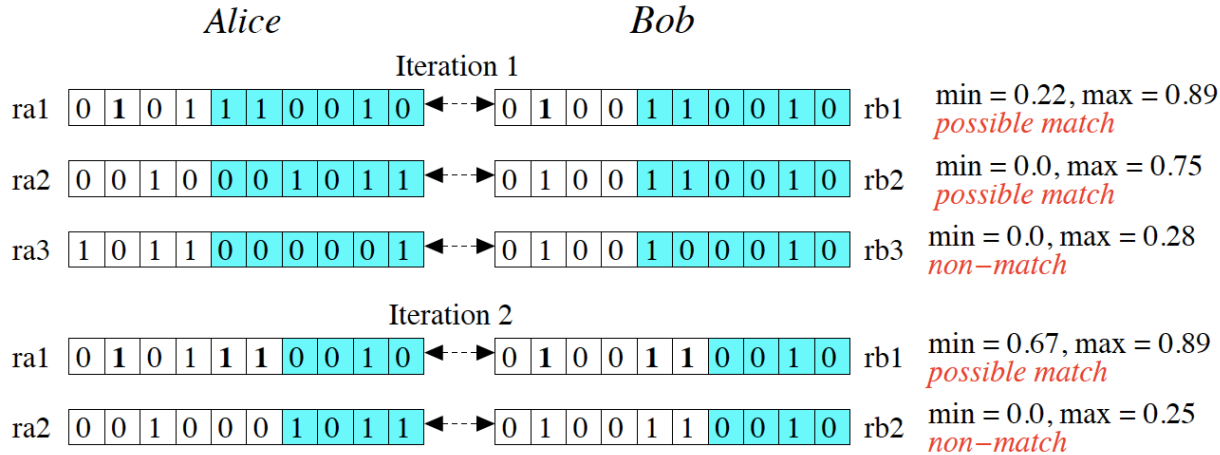 Alice Bob
Iteration 1
ra1 0 1 0 1 1 1 0 0 1 0 0 1 0 0 1 1 0 0 1 0 rb1 min = 0.22, max = 0.89
possible match
ra2 0 0 1 0 0 0 1 0 1 1 0 1 0 0 1 1 0 0 1 0 rb2 min = 0.0, max = 0.75
possible match
ra3 1 0 1 1 0 0 0 0 0 1 0 1 0 0 1 0 0 0 1 0 rb3 min = 0.0, max = 0.28
non-match
Iteration 2
ra1 0 1 0 1 1 1 0 0 1 0 0 1 0 0 1 1 0 0 1 0 rb1 min = 0.67, max = 0.89
possible match
ra2 0 0 1 0 0 0 1 0 1 1 0 1 0 0 1 1 0 0 1 0 rb2 min = 0.0, max = 0.25
non-match